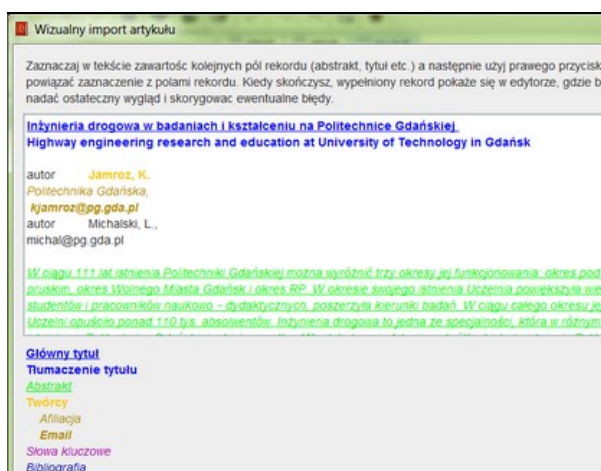 Wizualny import artykułu
Zaznaczaj w tekście zawartośc kolejnych pól rekordu (abstrakt, tytuł etc.) a następnie użyj prawego przycisk
powiązać zaznaczenie z polami rekordu. Kiedy skończysz, wypełniony rekord pokaże się w edytorze, gdzie b
nadać ostateczny wygląd i skorygowac ewentualne błędy.
Inżynieria drogowa w badaniach i kształceniu na Politechnice Gdańskiej
Highway engineering research and education at University of Technology in Gdańsk
autor Jamroz, K.
Politechnika Gdańska,
kjamroz@pg.gda.pl
autor Michalski, L.,
michal@pg.gda.pl
W ciągu 111 lat istnienia Politechniki Gdańskiej można wyróżnić trzy okresy jej funkcjonowania: okres pod
pruskim, okres Wolnego Miasta Gdańsk i okres RP. W okresie swojego istnienia Uczelnia powiększyła wie
studentów i pracowników naukowo - dydaktycznych, poszerzyła kierunki badań. W ciągu całego okresu je
Uczelni opuściło ponad 110 tys. absolwentów. Inżynieria drogowa to jedna ze specjalności, która w różnym
Główny tytuł
Tłumaczenie tytułu
Abstrakt
Twórcy
Afiliacja
Email
Słowa kluczowe
Bibliografia